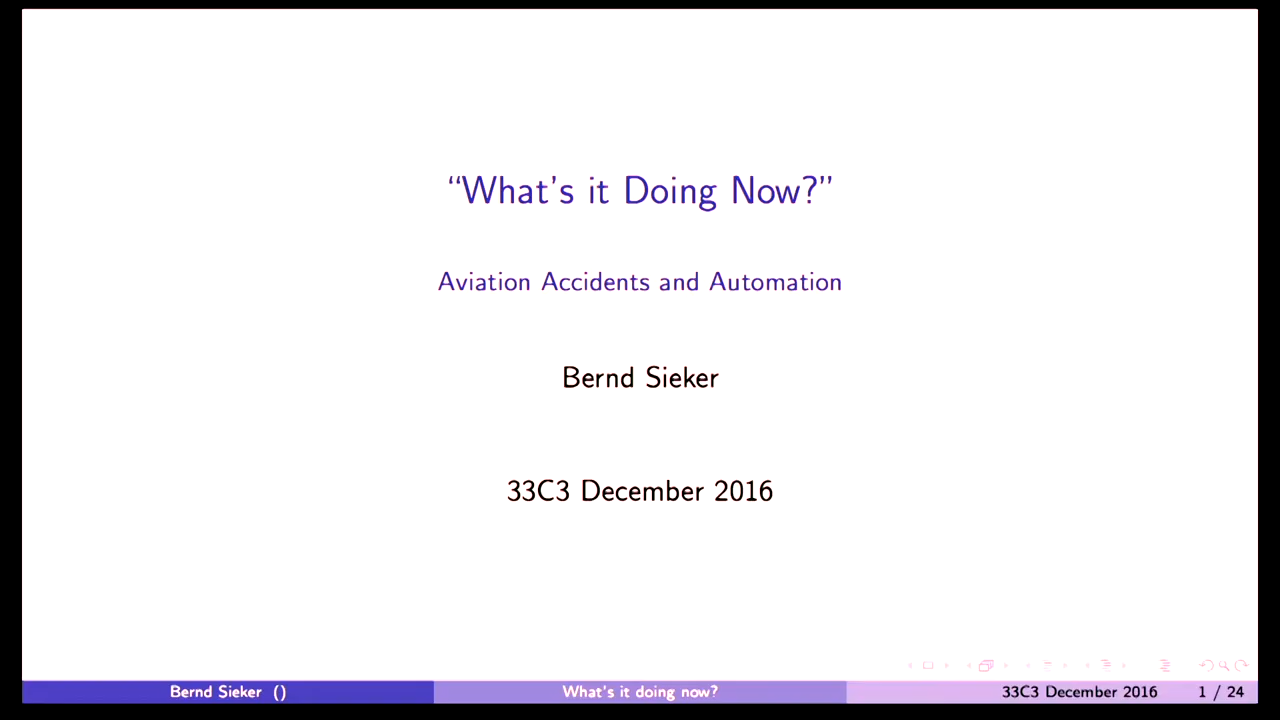 “What’s it Doing Now?”
Aviation Accidents and Automation
Bernd Sieker
33C3 December 2016
Bernd Sieker ()
What’s it doing now?
33C3 December 2016
1 / 24